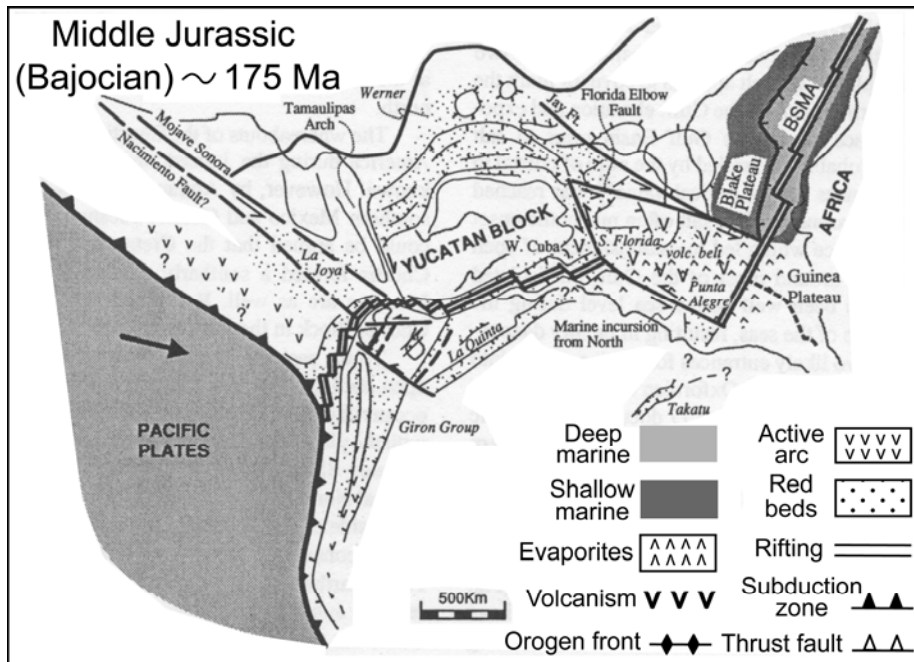 Middle Jurassic
(Bajocian) ~ 175 Ma
Werner
Tamaulipas
Arch
Jay Ft
Florida Elbow
Fault
BSMA
Blake
Plateau
AFRICA
Mojave Sonora
Nacimiento Fault?
YUCATAN BLOCK
W. Cuba
S. Florida
volc. belt
Punta
Alegre
Guinea
Plateau
La
Joya
?
?
?
?
?
?
Marine incursion
from North
La Quinta
Takatu
Giron Group
PACIFIC
PLATES
Deep
marine
Active
arc
Shallow
marine
Red
beds
Evaporites
Rifting
500Km
Volcanism
Subduction
zone
Orogen front
Thrust fault